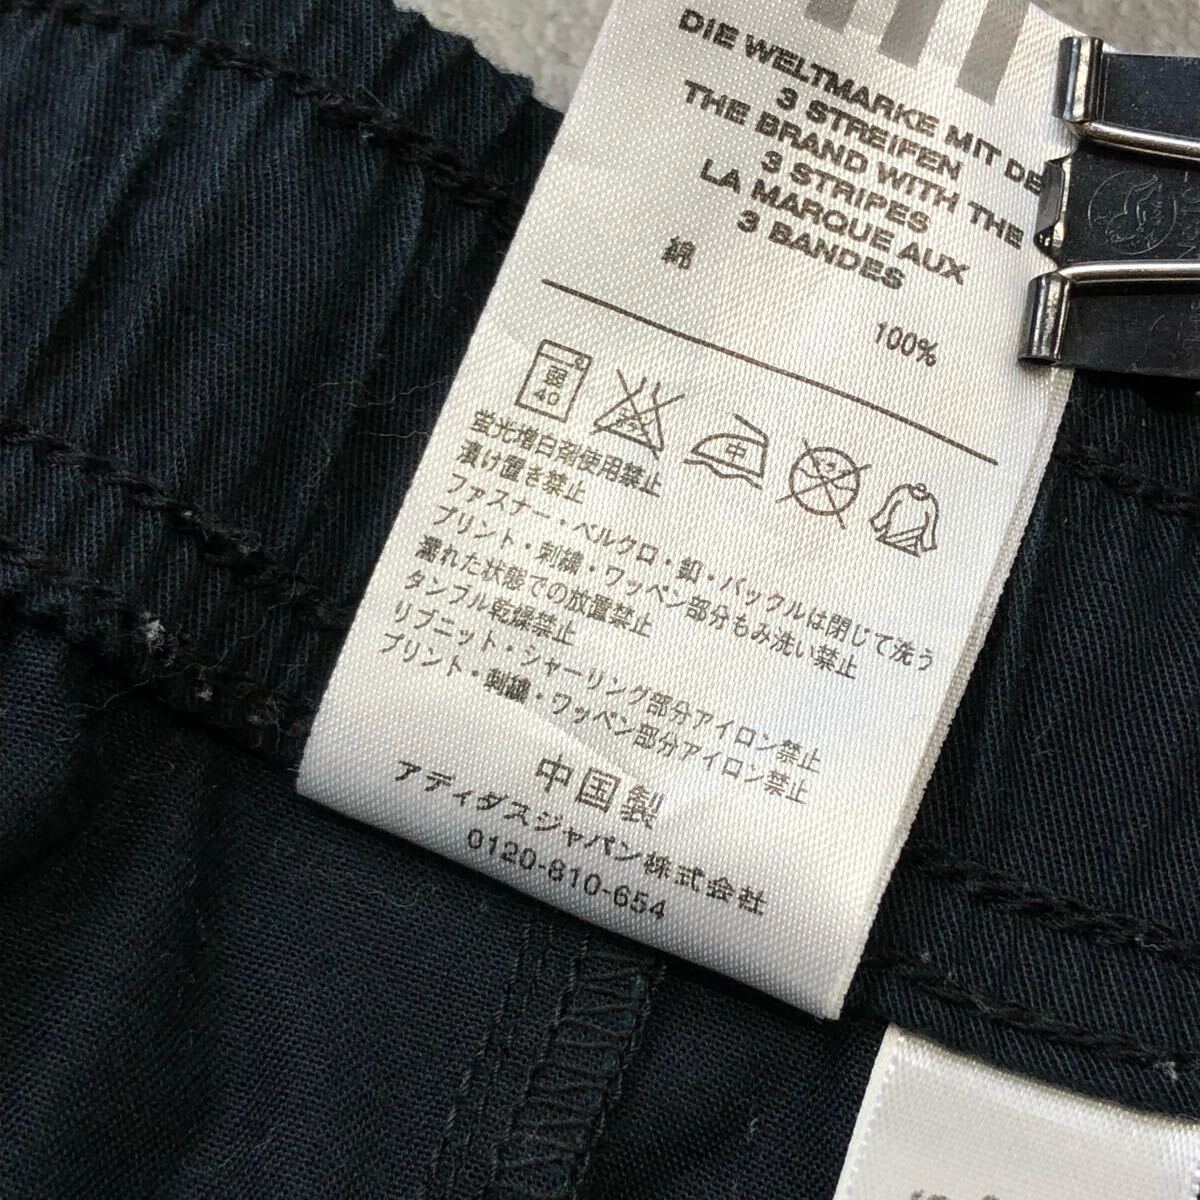 DIE WELTMARKE MIT DE
3 STREIFEN
THE BRAND WITH THE
3 STRIPES
LA MARQUE AUX
3 BANDES
綿 100%
弱
40
中
蛍光増白剤使用禁止
漬け置き禁止
ファスナー・ベルクロ・釦・バックルは閉じて洗う
プリント・刺繍・ワッペン部分もみ洗い禁止
濡れた状態での放置禁止
タンブル乾燥禁止
リブニット・シャーリング部分アイロン禁止
プリント・刺繍・ワッペン部分アイロン禁止
中国製
アディダスジャパン株式会社
0120-810-654